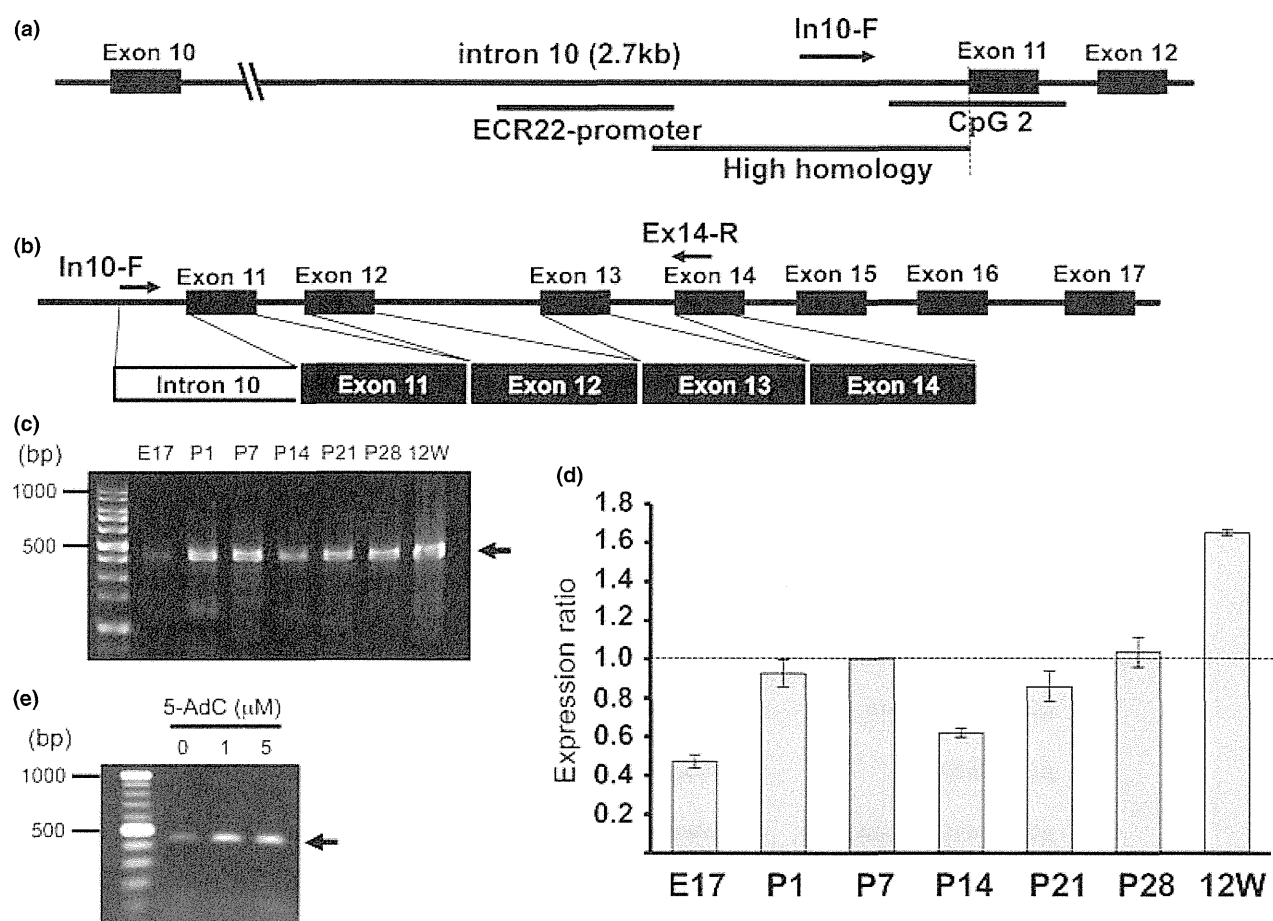 (a)
Exon 10
intron 10 (2.7kb)
In10-F
Exon 11
Exon 12
ECR22-promoter
CpG 2
High homology
(b)
In10-F
Exon 11
Exon 12
Exon 13
Ex14-R
Exon 14
Exon 15
Exon 16
Exon 17
Intron 10
Exon 11
Exon 12
Exon 13
Exon 14
(c)
(bp)
E17 P1 P7 P14 P21 P28 12W
1000
500
(d)
Expression ratio
1.8
1.6
1.4
1.2
1.0
0.8
0.6
0.4
0.2
E17 P1 P7 P14 P21 P28 12W
(e)
5-AdC (μM)
(bp)
0 1 5
1000
500